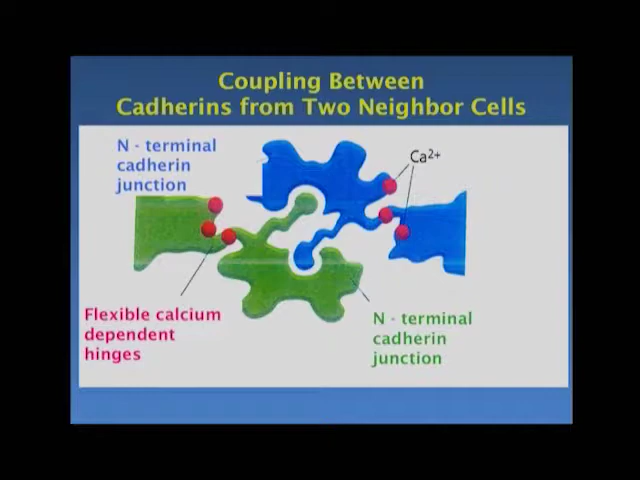 Coupling Between
Cadherins from Two Neighbor Cells
N - terminal
cadherin
junction
Ca2+
Flexible calcium
dependent
hinges
N - terminal
cadherin
junction